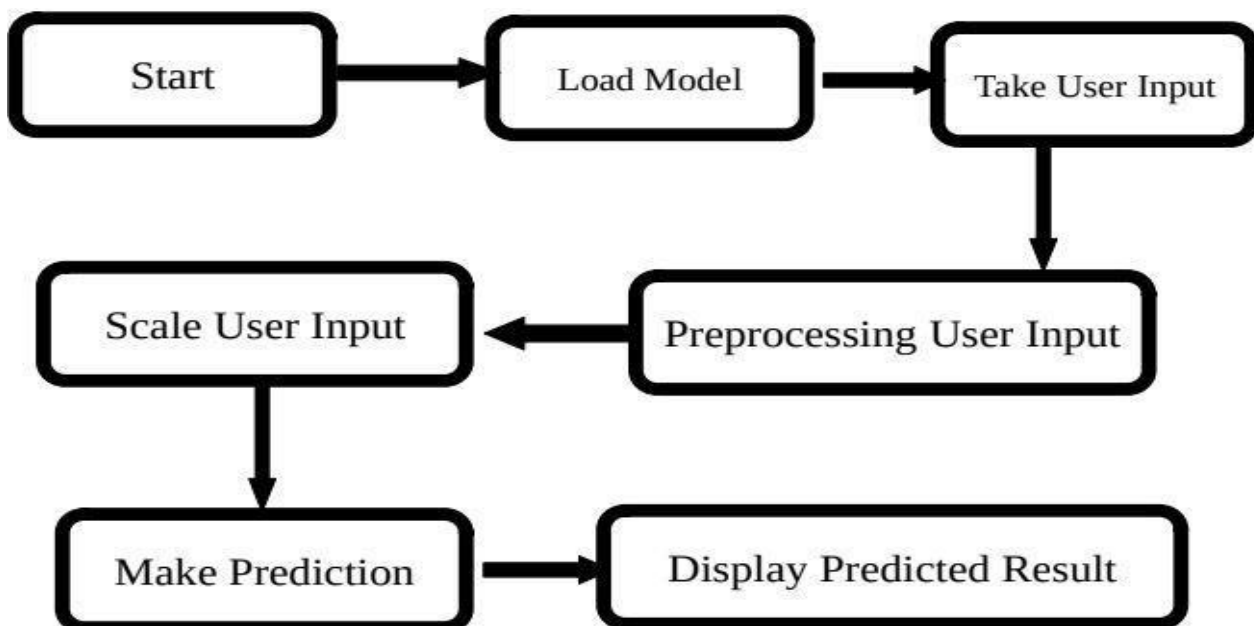 Start
Load Model
Take User Input
Preprocessing User Input
Scale User Input
Make Prediction
Display Predicted Result